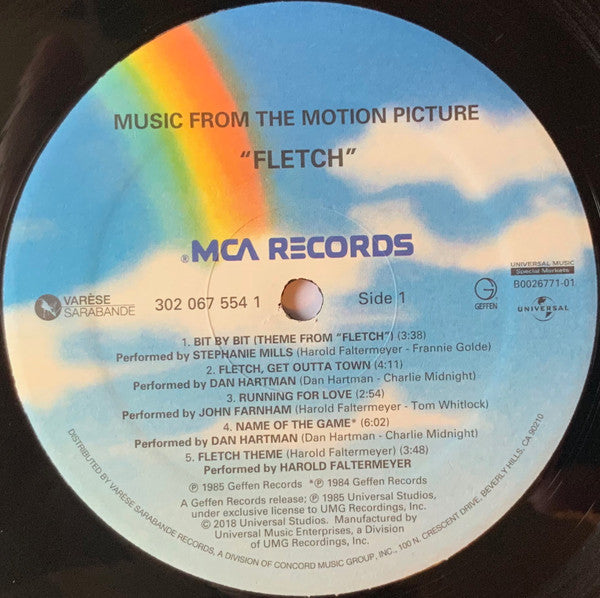 MUSIC FROM THE MOTION PICTURE
"FLETCH"
®MCA RECORDS
VARÈSE
SARABANDE
302 067 554 1
Side 1
GEFFEN
UNIVERSAL MUSIC
Special Markets
B0026771-01
UNIVERSAL
1. BIT BY BIT (THEME FROM "FLETCH") (3:38)
Performed by STEPHANIE MILLS (Harold Faltermeyer - Frannie Golde)
2. FLETCH, GET OUTTA TOWN (4:11)
Performed by DAN HARTMAN (Dan Hartman - Charlie Midnight)
3. RUNNING FOR LOVE (2:54)
Performed by JOHN FARNHAM (Harold Faltermeyer - Tom Whitlock)
4. NAME OF THE GAME* (6:02)
Performed by DAN HARTMAN (Dan Hartman - Charlie Midnight)
5. FLETCH THEME (Harold Faltermeyer) (3:48)
Performed by HAROLD FALTERMEYER
℗ 1985 Geffen Records *℗ 1984 Geffen Records
A Geffen Records release; ℗ 1985 Universal Studios,
under exclusive license to UMG Recordings, Inc.
© 2018 Universal Studios. Manufactured by
Universal Music Enterprises, a Division
of UMG Recordings, Inc.
DISTRIBUTED BY VARÈSE SARABANDE RECORDS, A DIVISION OF CONCORD MUSIC GROUP, INC., 100 N. CRESCENT DRIVE, BEVERLY HILLS, CA 90210